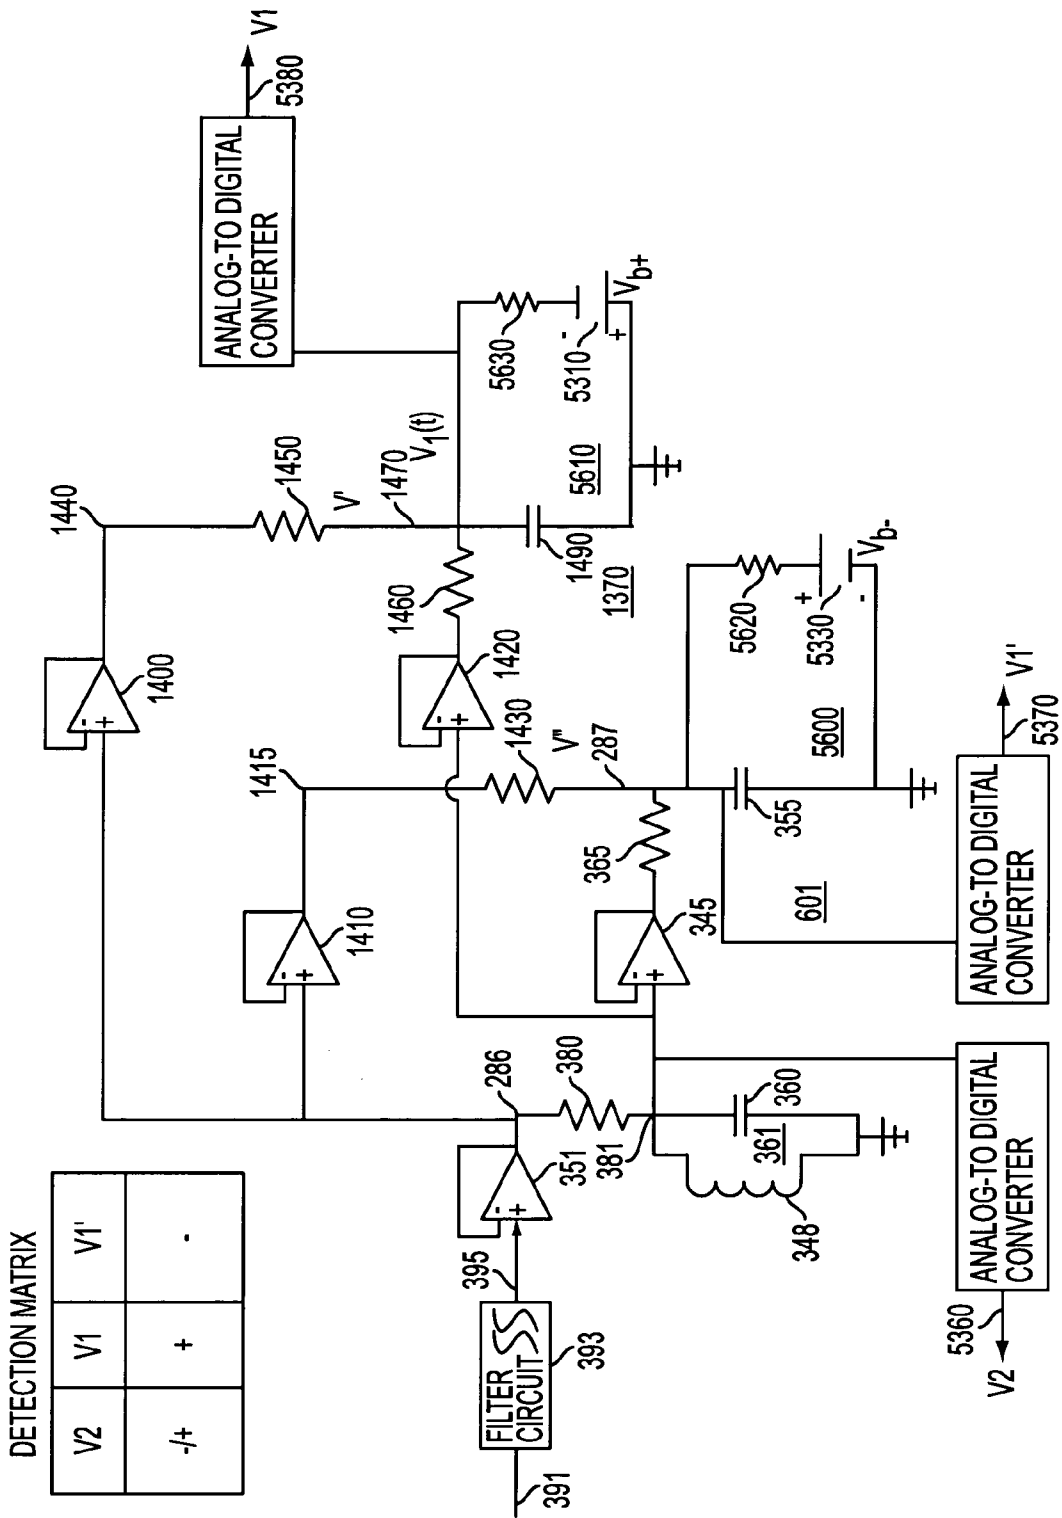 DETECTION MATRIX
V2 V1 V1'
-/+ + -
391
FILTER
CIRCUIT
393
395
-
+
351
286
380
381
360
361
348
-
+
1410
1415
-
+
1400
1440
1450
V'
1470
V1(t)
1460
-
+
1420
1430
V"
287
365
-
+
345
1490
1370
5610
5630
-
5310
+
Vb+
ANALOG-TO DIGITAL
CONVERTER
5380
V1
355
601
5600
5620
+
5330
-
Vb-
ANALOG-TO DIGITAL
CONVERTER
5370
V1'
ANALOG-TO DIGITAL
CONVERTER
5360
V2